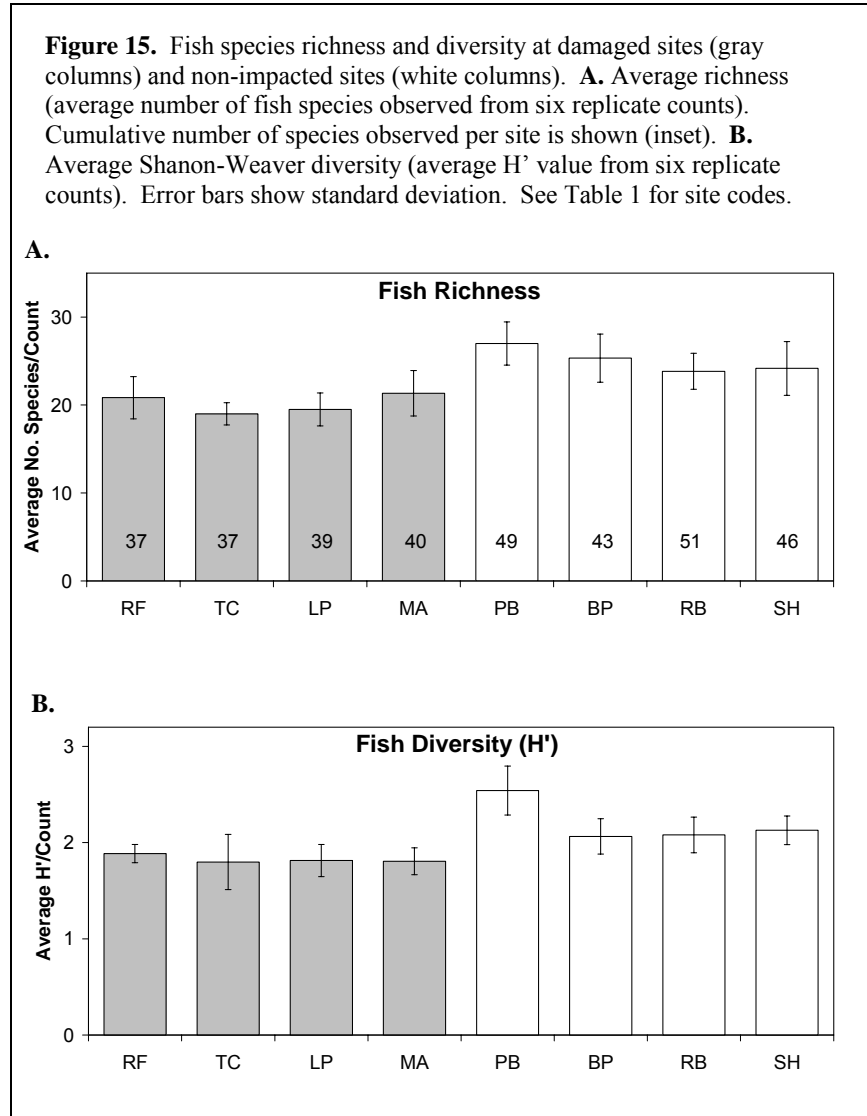 Figure 15. Fish species richness and diversity at damaged sites (gray
columns) and non-impacted sites (white columns). A. Average richness
(average number of fish species observed from six replicate counts).
Cumulative number of species observed per site is shown (inset). B.
Average Shanon-Weaver diversity (average H’ value from six replicate
counts). Error bars show standard deviation. See Table 1 for site codes.
A.
Fish Richness
Average No. Species/Count
30
20
10
0
37 37 39 40 49 43 51 46
RF TC LP MA PB BP RB SH
B.
Fish Diversity (H')
Average H'/Count
3
2
1
0
RF TC LP MA PB BP RB SH